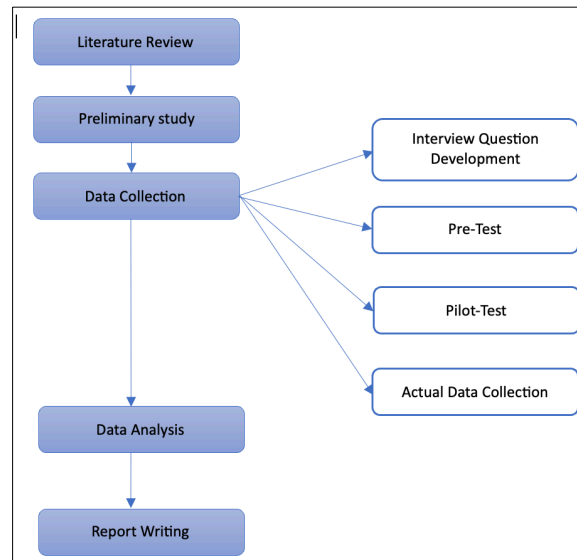 Literature Review
Preliminary study
Data Collection
Interview Question
Development
Pre-Test
Pilot-Test
Actual Data Collection
Data Analysis
Report Writing